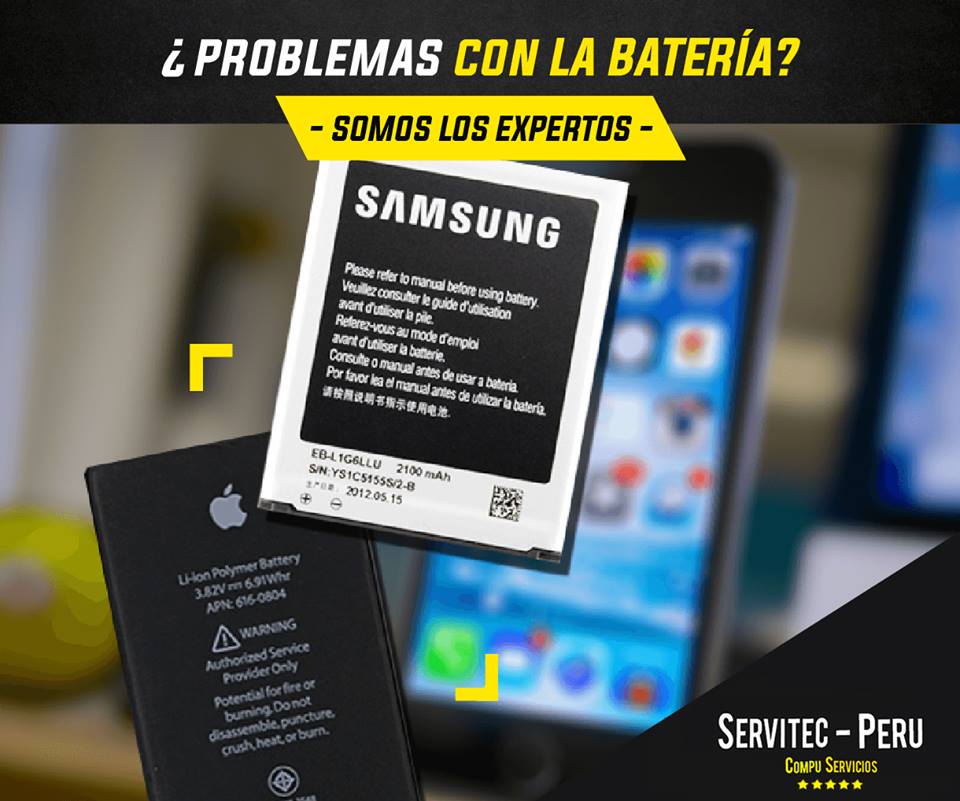 ¿PROBLEMAS CON LA BATERÍA?
- SOMOS LOS EXPERTOS -
SAMSUNG
Please refer to manual before using battery.
Veuillez consulter le guide d'utilisation
avant d'utiliser la pile.
Referez-vous au mode d'emploi
avant d'utiliser la batterie.
Consulte o manual antes de usar a bateria.
Por favor lea el manual antes de utilizar la batería.
请按照说明书指示使用电池.
EB-L1G6LLU 2100 mAh
S/N:YS1C5155S/2-B
生产日期: 2012.05.15
Li-ion Polymer Battery
3.82V 6.91Whr
APN: 616-0804
WARNING
Authorized Service
Provider Only
Potential for fire or
burning. Do not
disassemble, puncture,
crush, heat, or burn.
SERVITEC - PERU
COMPU SERVICIOS